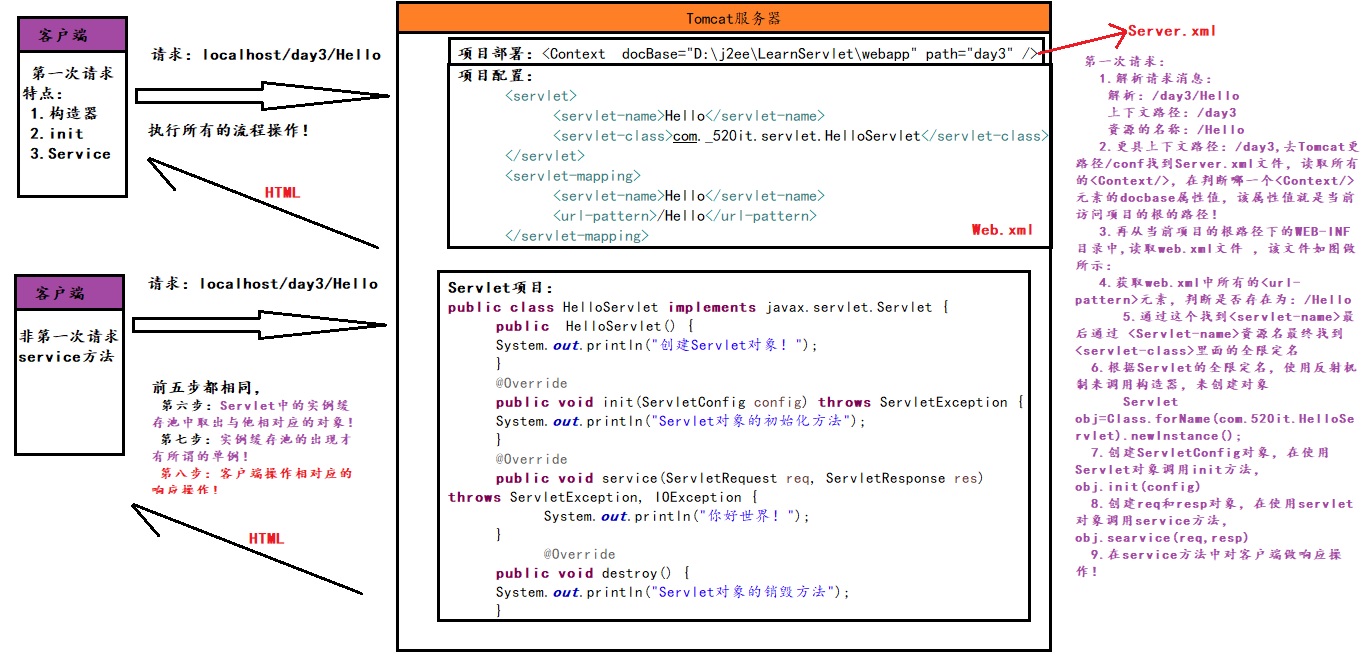 客户端
第一次请求
特点:
1.构造器
2.init
3.Service
请求: localhost/day3/Hello
执行所有的流程操作!
HTML
客户端
非第一次请求
service方法
请求: localhost/day3/Hello
前五步都相同,
第六步: Servlet中的实例缓
存池中取出与他相对应的对象!
第七步: 实例缓存池的出现才
有所谓的单例!
第八步: 客户端操作相对应的
响应操作!
HTML
Tomcat服务器
项目部署: <Context docBase="D:\j2ee\LearnServlet\webapp" path="day3" />
项目配置:
<servlet>
<servlet-name>Hello</servlet-name>
<servlet-class>com._520it.servlet.HelloServlet</servlet-class>
</servlet>
<servlet-mapping>
<servlet-name>Hello</servlet-name>
<url-pattern>/Hello</url-pattern>
</servlet-mapping>
Web.xml
Servlet项目:
public class HelloServlet implements javax.servlet.Servlet {
public HelloServlet() {
System.out.println("创建Servlet对象! ");
}
@Override
public void init(ServletConfig config) throws ServletException {
System.out.println("Servlet对象的初始化方法");
}
@Override
public void service(ServletRequest req, ServletResponse res)
throws ServletException, IOException {
System.out.println("你好世界! ");
}
@Override
public void destroy() {
System.out.println("Servlet对象的销毁方法");
}
Server.xml
第一次请求:
1.解析请求消息:
解析: /day3/Hello
上下文路径: /day3
资源的名称: /Hello
2.更具上下文路径: /day3,去Tomcat更
路径/conf找到Server.xml文件, 读取所有
的<Context/>, 在判断哪一个<Context/>
元素的docbase属性值, 该属性值就是当前
访问项目的根的路径!
3.再从当前项目的根路径下的WEB-INF
目录中,读取web.xml文件 , 该文件如图做
所示:
4.获取web.xml中所有的<url-
pattern>元素, 判断是否存在为: /Hello
5.通过这个找到<servlet-name>最
后通过 <Servlet-name>资源名最终找到
<servlet-class>里面的全限定名
6.根据Servlet的全限定名, 使用反射机
制来调用构造器, 来创建对象
Servlet
obj=Class.forName(com.520it.HelloSe
rvlet).newInstance();
7.创建ServletConfig对象, 在使用
Servlet对象调用init方法,
obj.init(config)
8.创建req和resp对象, 在使用servlet
对象调用service方法,
obj.searvice(req,resp)
9.在service方法中对客户端做响应操
作!